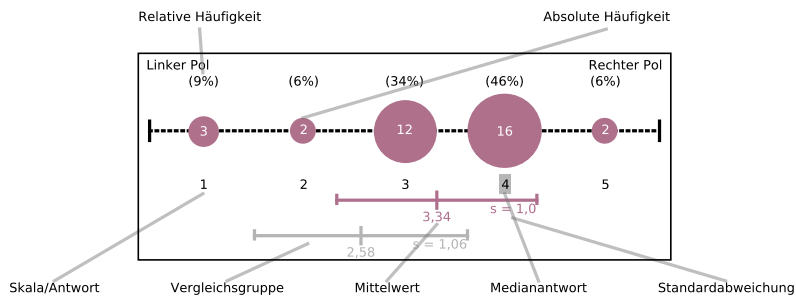 Relative Häufigkeit Absolute Häufigkeit
Linker Pol Rechter Pol
(9%) (6%) (34%) (46%) (6%)
3 2 12 16 2
1 2 3 4 5
3,34 s = 1,0
2,58 s = 1,06
Skala/Antwort Vergleichsgruppe Mittelwert Medianantwort Standardabweichung